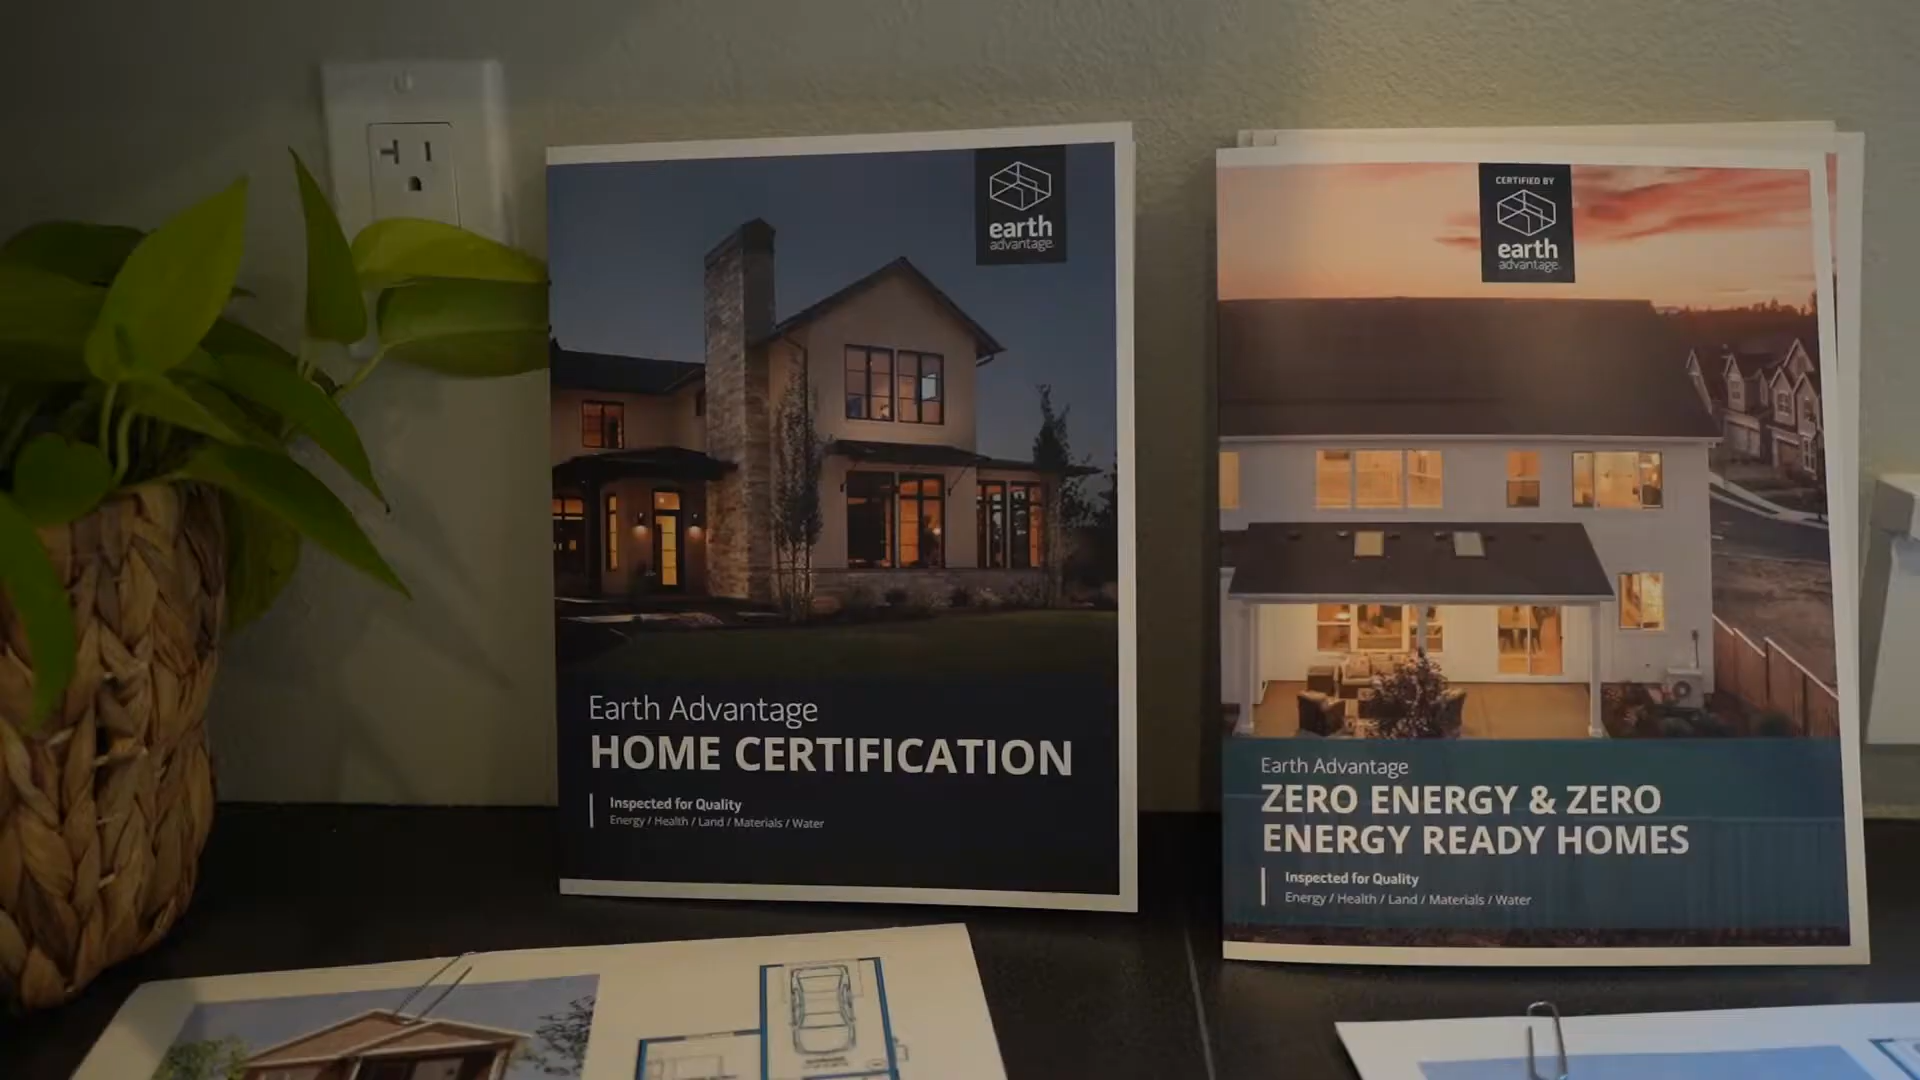 earth
advantage
Earth Advantage
HOME CERTIFICATION
Inspected for Quality
Energy / Health / Land / Materials / Water
CERTIFIED BY
earth
advantage
Earth Advantage
ZERO ENERGY & ZERO
ENERGY READY HOMES
Inspected for Quality
Energy / Health / Land / Materials / Water